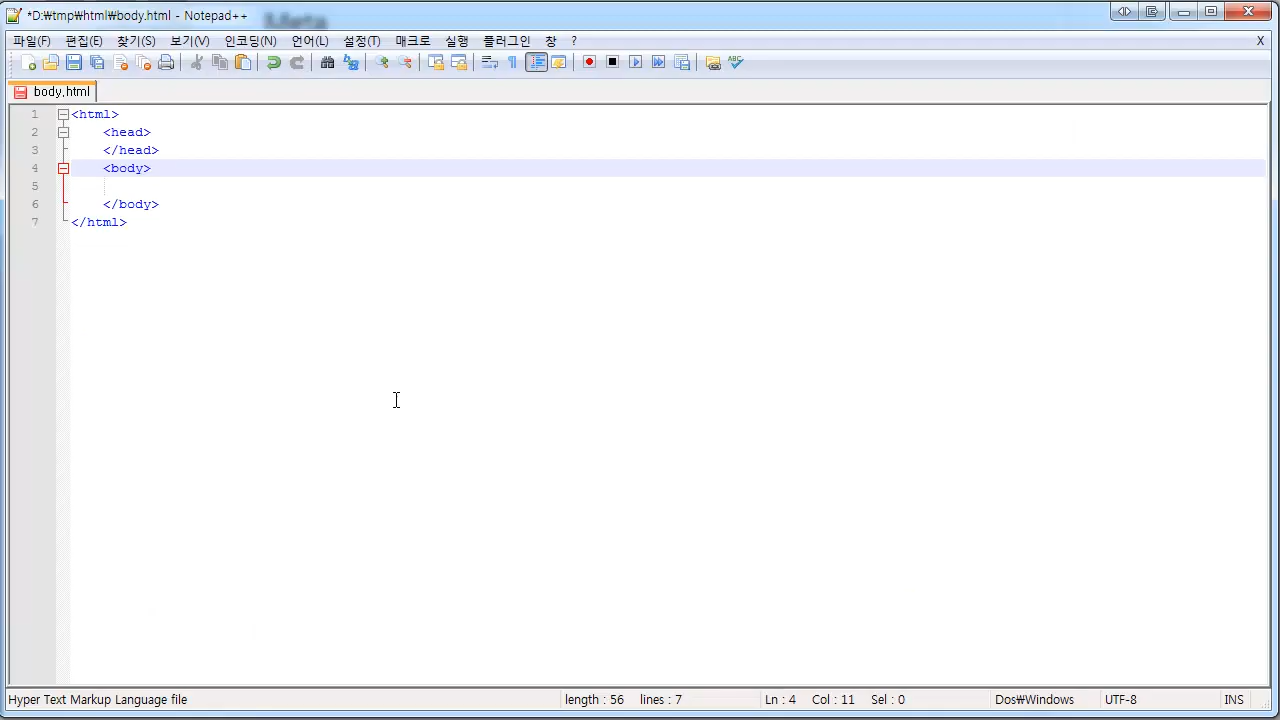 Meta
*D:₩tmp₩html₩body.html - Notepad++
파일(F) 편집(E) 찾기(S) 보기(V) 인코딩(N) 언어(L) 설정(T) 매크로 실행 플러그인 창 ? X
body.html
1 <html>
2 <head>
3 </head>
4 <body>
5
6 </body>
7 </html>
Hyper Text Markup Language file length : 56 lines : 7 Ln : 4 Col : 11 Sel : 0 Dos₩Windows UTF-8 INS